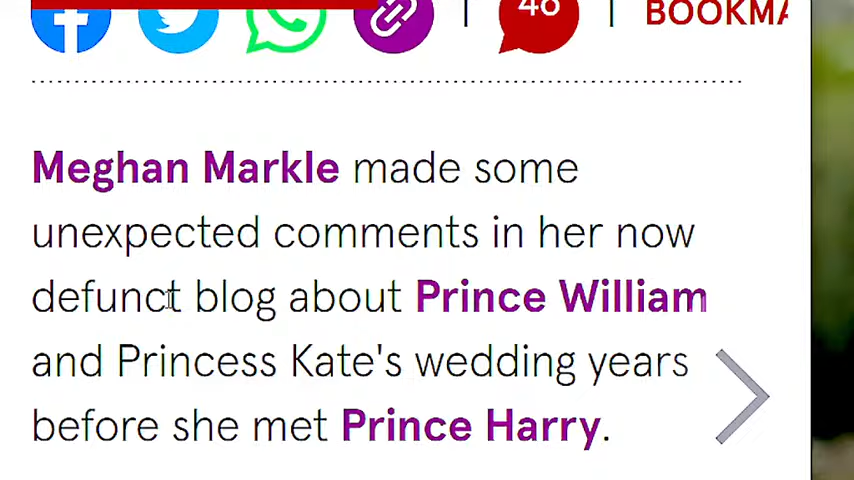 46
Meghan Markle made some
unexpected comments in her now
defunct blog about Prince William
and Princess Kate's wedding years
before she met Prince Harry.